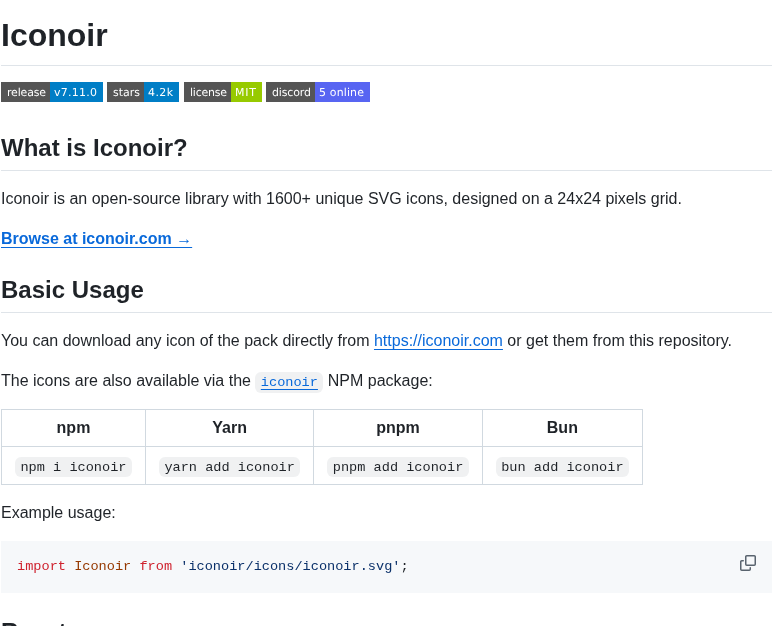 Iconoir
release v7.11.0 stars 4.2k license MIT discord 5 online
What is Iconoir?
Iconoir is an open-source library with 1600+ unique SVG icons, designed on a 24x24 pixels grid.
Browse at iconoir.com →
Basic Usage
You can download any icon of the pack directly from https://iconoir.com or get them from this repository.
The icons are also available via the iconoir NPM package:
npm Yarn pnpm Bun
npm i iconoir yarn add iconoir pnpm add iconoir bun add iconoir
Example usage:
import Iconoir from 'iconoir/icons/iconoir.svg';